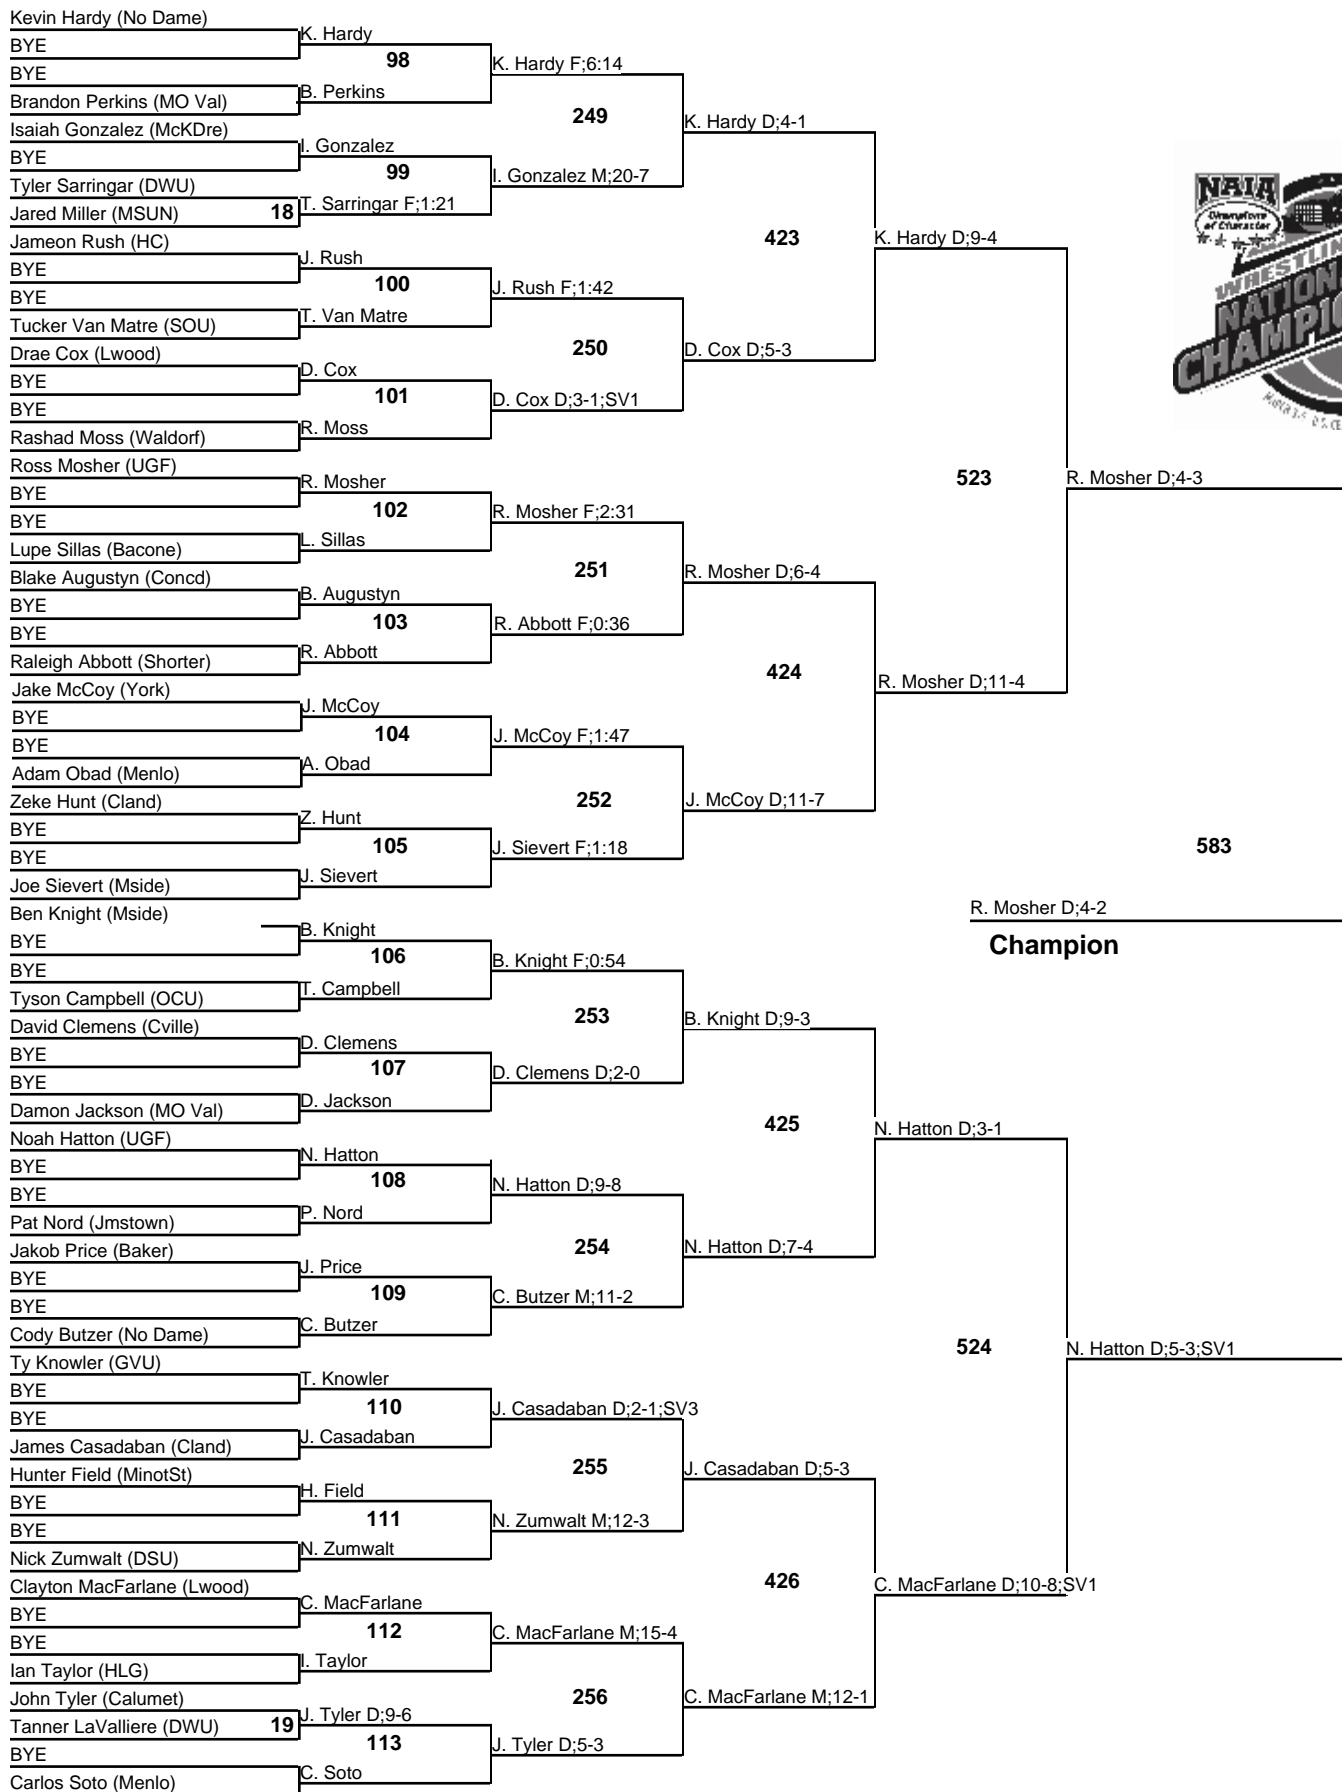 Kevin Hardy (No Dame)
BYE
BYE
Brandon Perkins (MO Val)
Isaiah Gonzalez (McKDre)
BYE
Tyler Sarringar (DWU)
Jared Miller (MSUN) 18
Jameon Rush (HC)
BYE
BYE
Tucker Van Matre (SOU)
Drae Cox (Lwood)
BYE
BYE
Rashad Moss (Waldorf)
Ross Mosher (UGF)
BYE
BYE
Lupe Sillas (Bacone)
Blake Augustyn (Concd)
BYE
BYE
Raleigh Abbott (Shorter)
Jake McCoy (York)
BYE
BYE
Adam Obad (Menlo)
Zeke Hunt (Cland)
BYE
BYE
Joe Sievert (Mside)
Ben Knight (Mside)
BYE
BYE
Tyson Campbell (OCU)
David Clemens (Cville)
BYE
BYE
Damon Jackson (MO Val)
Noah Hatton (UGF)
BYE
BYE
Pat Nord (Jmstown)
Jakob Price (Baker)
BYE
BYE
Cody Butzer (No Dame)
Ty Knowler (GVU)
BYE
BYE
James Casadaban (Cland)
Hunter Field (MinotSt)
BYE
BYE
Nick Zumwalt (DSU)
Clayton MacFarlane (Lwood)
BYE
BYE
Ian Taylor (HLG)
John Tyler (Calumet)
Tanner LaValliere (DWU) 19
BYE
Carlos Soto (Menlo)
K. Hardy
98
B. Perkins
I. Gonzalez
99
T. Sarringar F;1:21
J. Rush
100
T. Van Matre
D. Cox
101
R. Moss
R. Mosher
102
L. Sillas
B. Augustyn
103
R. Abbott
J. McCoy
104
A. Obad
Z. Hunt
105
J. Sievert
B. Knight
106
T. Campbell
D. Clemens
107
D. Jackson
N. Hatton
108
P. Nord
J. Price
109
C. Butzer
T. Knowler
110
J. Casadaban
H. Field
111
N. Zumwalt
C. MacFarlane
112
I. Taylor
J. Tyler D;9-6
113
C. Soto
K. Hardy F;6:14
249
I. Gonzalez M;20-7
J. Rush F;1:42
250
D. Cox D;3-1;SV1
R. Mosher F;2:31
251
R. Abbott F;0:36
J. McCoy F;1:47
252
J. Sievert F;1:18
B. Knight F;0:54
253
D. Clemens D;2-0
N. Hatton D;9-8
254
C. Butzer M;11-2
J. Casadaban D;2-1;SV3
255
N. Zumwalt M;12-3
C. MacFarlane M;15-4
256
J. Tyler D;5-3
K. Hardy D;4-1
423
D. Cox D;5-3
R. Mosher D;6-4
424
J. McCoy D;11-7
B. Knight D;9-3
425
N. Hatton D;7-4
J. Casadaban D;5-3
426
C. MacFarlane M;12-1
K. Hardy D;9-4
523
R. Mosher D;11-4
N. Hatton D;3-1
524
C. MacFarlane D;10-8;SV1
R. Mosher D;4-3
583
N. Hatton D;5-3;SV1
R. Mosher D;4-2
Champion
NAIA
Champions
of Character